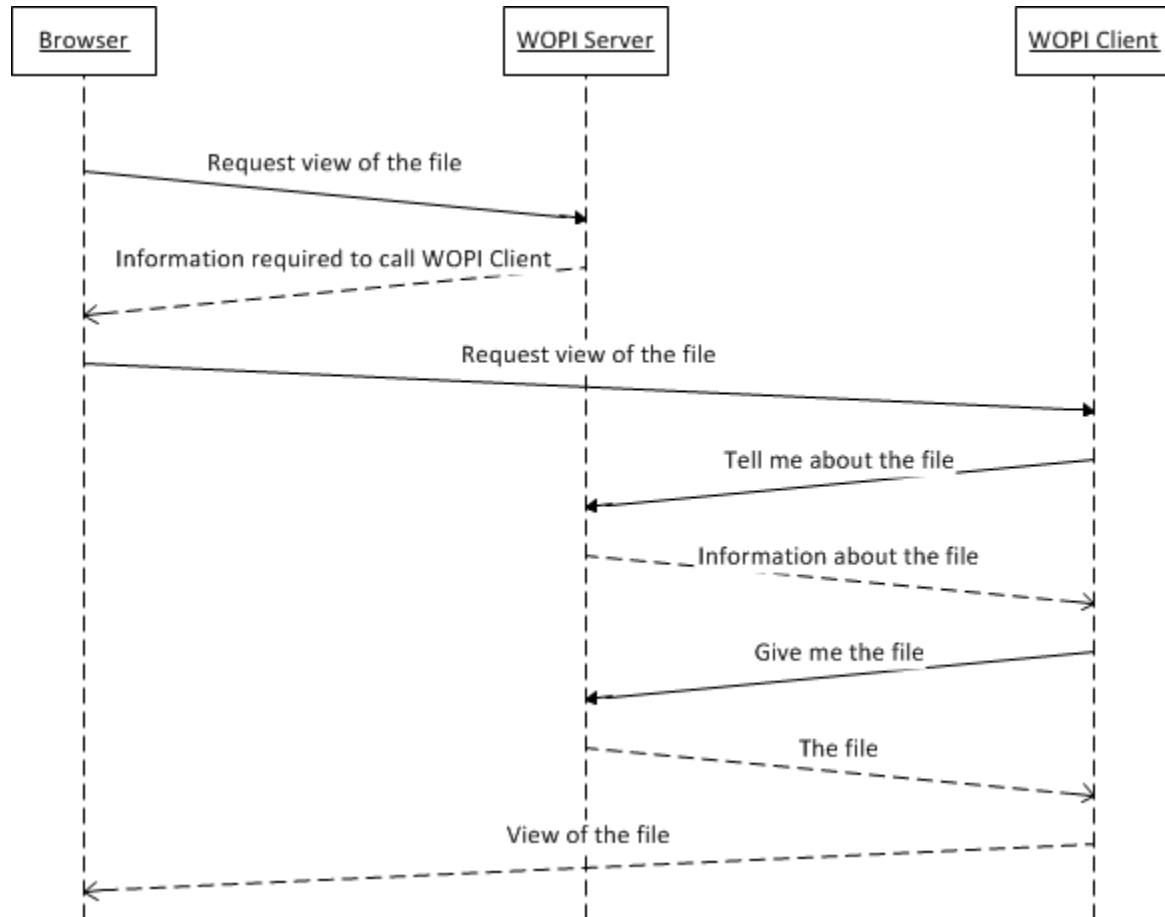 Browser
WOPI Server
WOPI Client
Request view of the file
Information required to call WOPI Client
Request view of the file
Tell me about the file
Information about the file
Give me the file
The file
View of the file